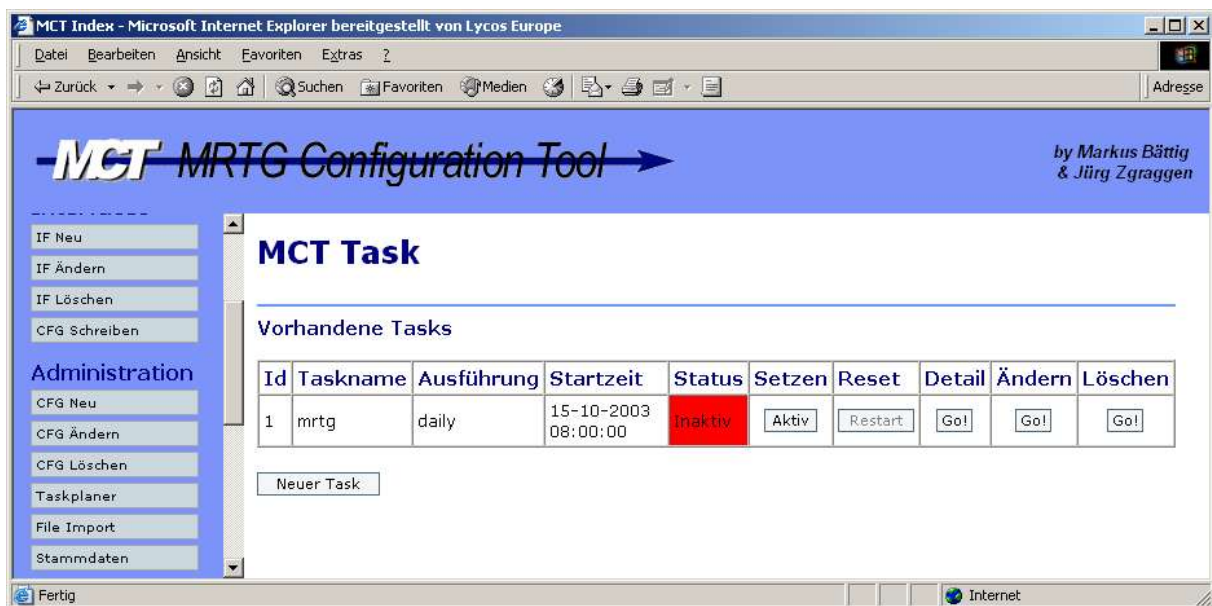 MCT Index - Microsoft Internet Explorer bereitgestellt von Lycos Europe
Datei Bearbeiten Ansicht Favoriten Extras ?
Zurück Suchen Favoriten Medien Adresse
MCT MRTG Configuration Tool
by Markus Bättig
& Jürg Zgraggen
IF Neu
IF Ändern
IF Löschen
CFG Schreiben
Administration
CFG Neu
CFG Ändern
CFG Löschen
Taskplaner
File Import
Stammdaten
MCT Task
Vorhandene Tasks
Id Taskname Ausführung Startzeit Status Setzen Reset Detail Ändern Löschen
1 mrtg daily 15-10-2003 08:00:00 Inaktiv Aktiv Restart Go! Go! Go!
Neuer Task
Fertig Internet